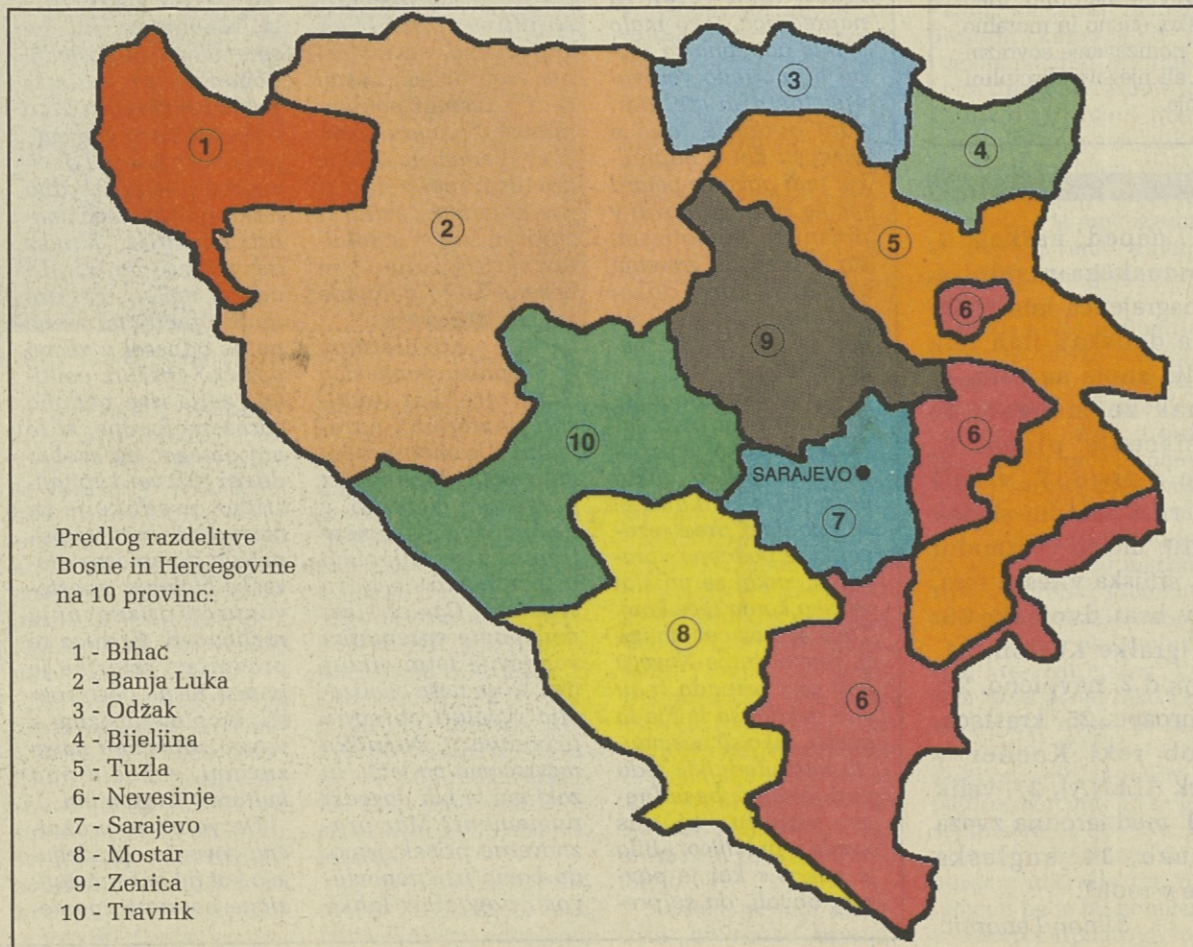 1
2
3
4
5
6
9
6
10
SARAJEVO
7
8
6
Predlog razdelitve
Bosne in Hercegovine
na 10 provinc:
1 - Bihač
2 - Banja Luka
3 - Odžak
4 - Bijeljina
5 - Tuzla
6 - Nevesinje
7 - Sarajevo
8 - Mostar
9 - Zenica
10 - Travnik